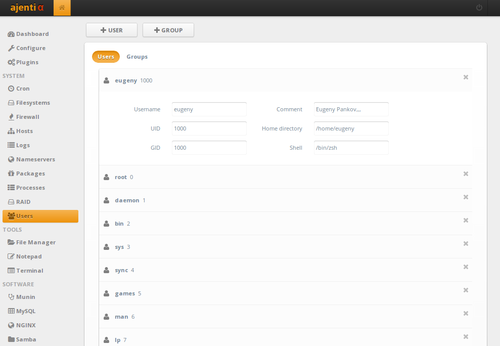 ajenti α
+ USER
+ GROUP
Dashboard
Configure
Plugins
SYSTEM
Cron
Filesystems
Firewall
Hosts
Logs
Nameservers
Packages
Processes
RAID
Users
TOOLS
File Manager
Notepad
Terminal
SOFTWARE
Munin
MySQL
NGINX
Samba
Users Groups
eugeny 1000
Username eugeny Comment Eugeny Pankov,,,
UID 1000 Home directory /home/eugeny
GID 1000 Shell /bin/zsh
root 0
daemon 1
bin 2
sys 3
sync 4
games 5
man 6
lp 7